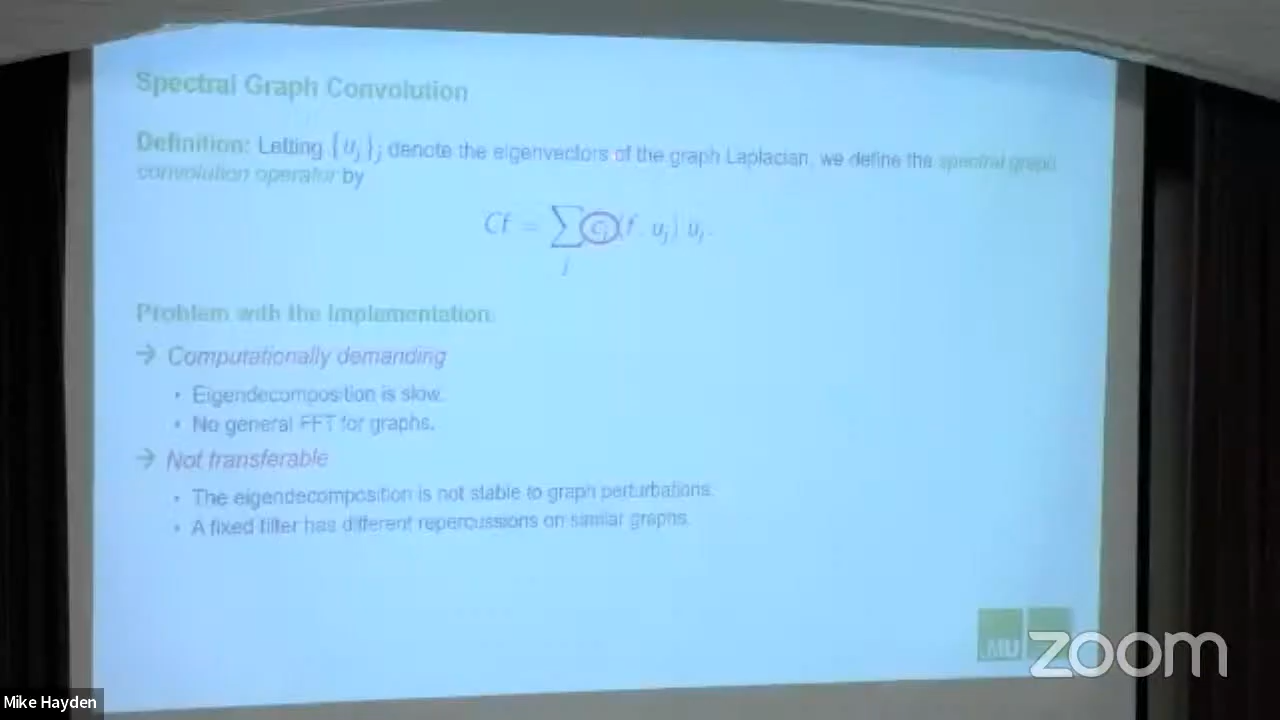 Spectral Graph Convolution
Definition: Letting {u_j}_j denote the eigenvectors of the graph Laplacian, we define the spectral graph
convolution operator by
Cf = ∑_j c_j (f, u_j) u_j.
Problem with the Implementation:
→ Computationally demanding
• Eigendecomposition is slow.
• No general FFT for graphs.
→ Not transferable
• The eigendecomposition is not stable to graph perturbations.
• A fixed filter has different repercussions on similar graphs.
MU
zoom
Mike Hayden